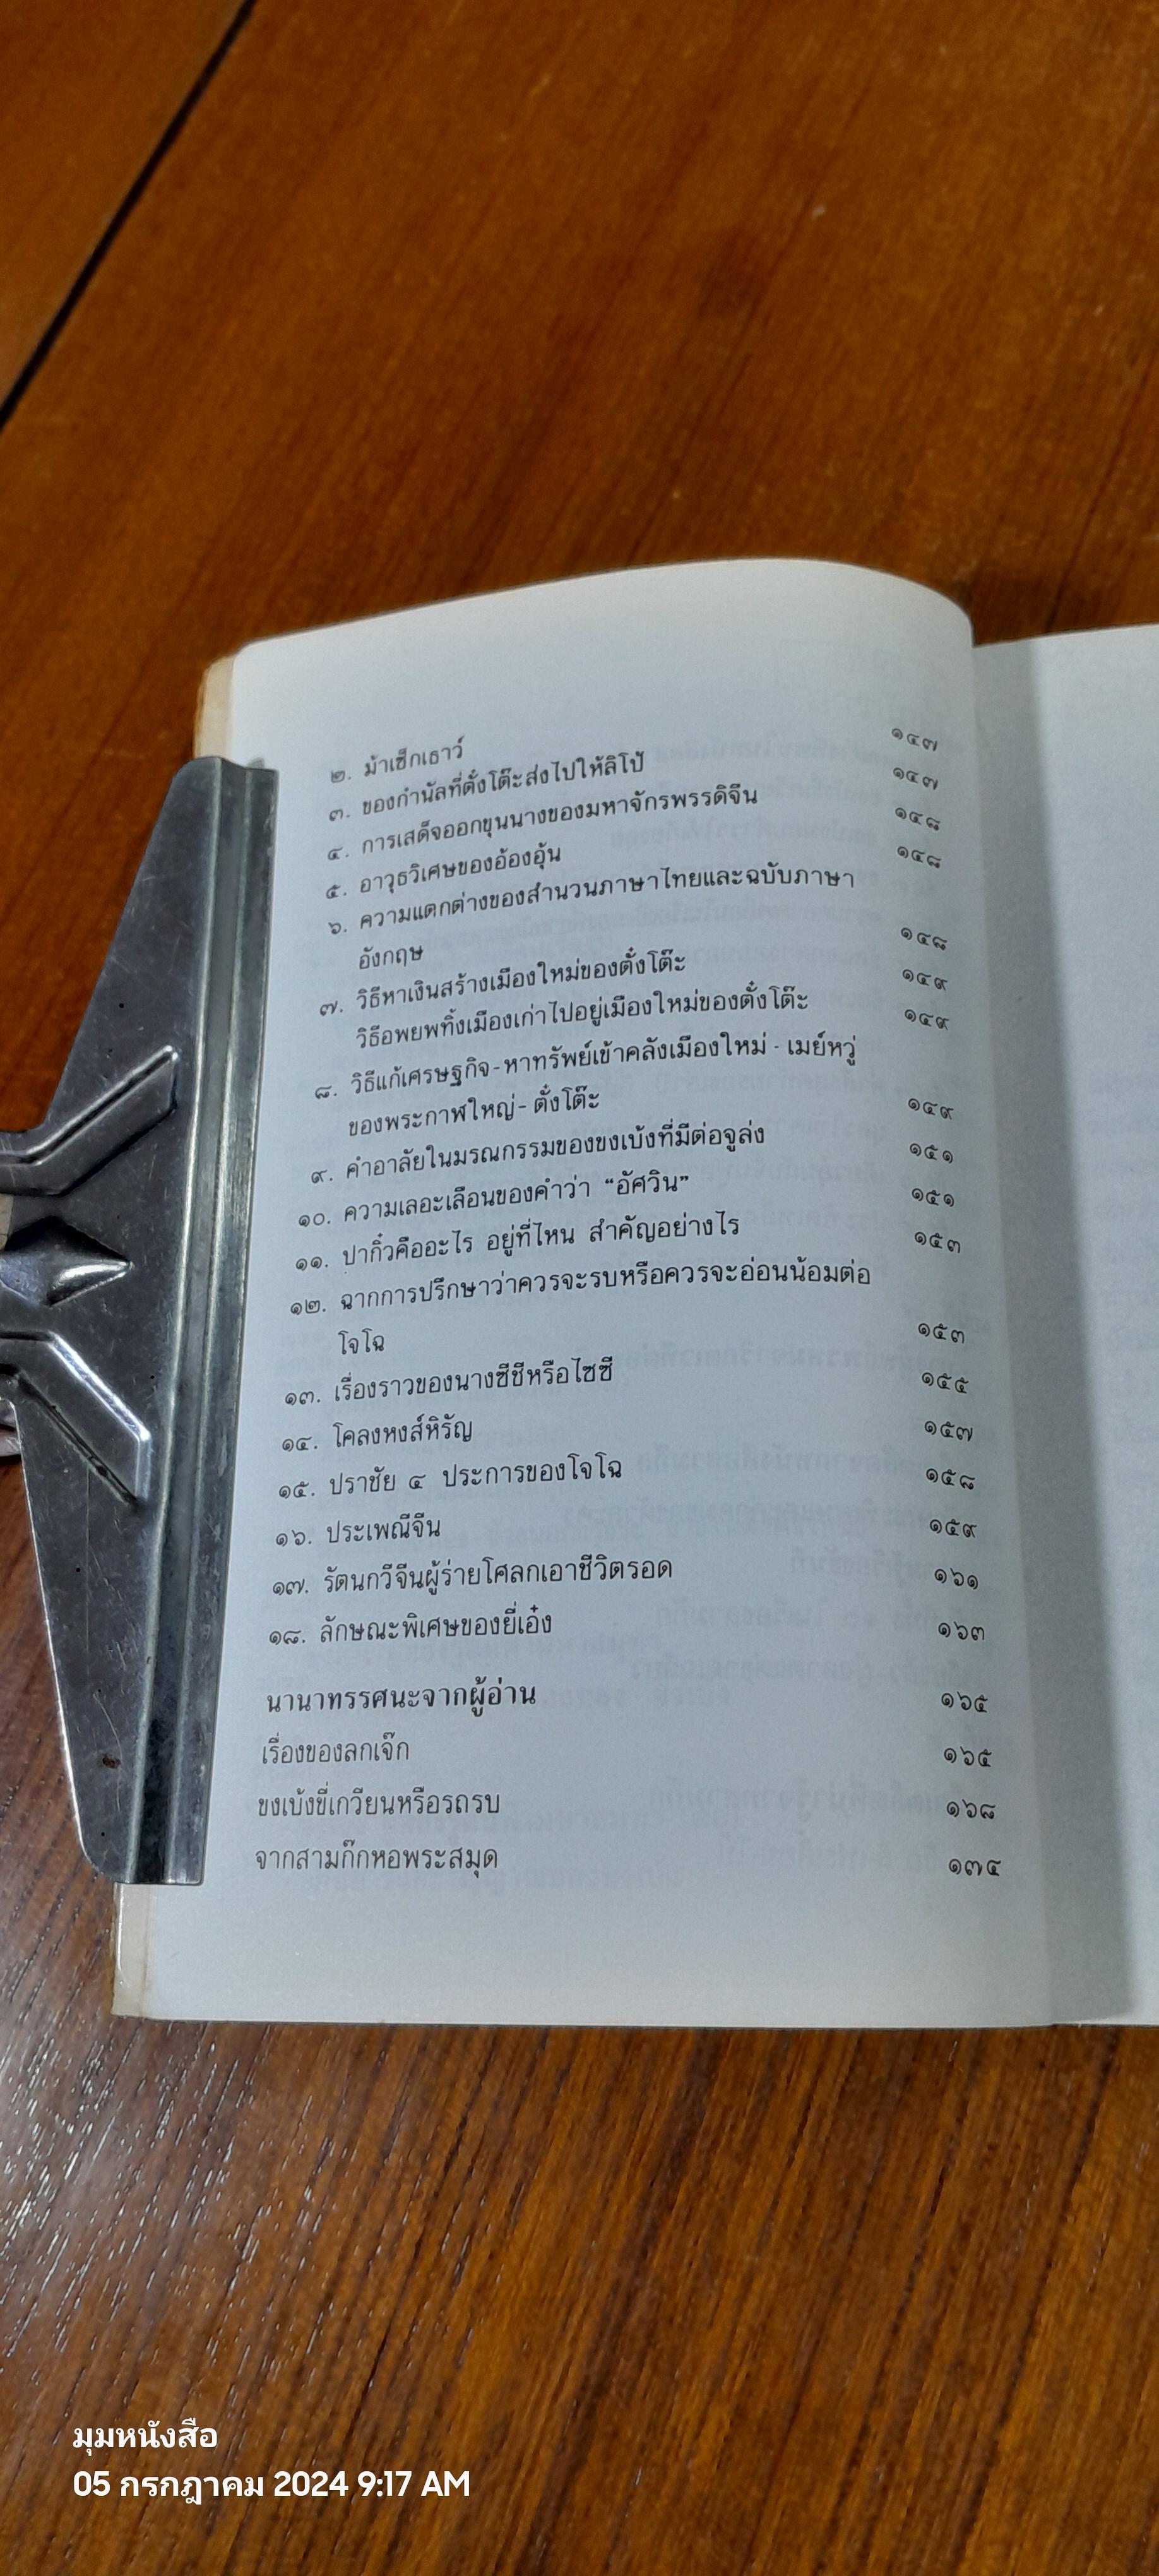 ๒. ม้าเซ็กเธาว์ ๑๔๗
๓. ของกำนัลที่ตั๋งโต๊ะส่งไปให้ลิโป้ ๑๔๗
๔. การเสด็จออกขุนนางของมหาจักรพรรดิจีน ๑๔๘
๕. อาวุธวิเศษของอ้องอุ้น ๑๔๘
๖. ความแตกต่างของสำนวนภาษาไทยและฉบับภาษา
อังกฤษ ๑๔๘
๗. วิธีหาเงินสร้างเมืองใหม่ของตั๋งโต๊ะ ๑๔๙
วิธีอพยพทิ้งเมืองเก่าไปอยู่เมืองใหม่ของตั๋งโต๊ะ ๑๔๙
๘. วิธีแก้เศรษฐกิจ-หาทรัพย์เข้าคลังเมืองใหม่ - เมย์หวู่
ของพระกาฬใหญ่- ตั๋งโต๊ะ ๑๔๙
๙. คำอาลัยในมรณกรรมของขงเบ้งที่มีต่อจูล่ง ๑๕๑
๑๐. ความเลอะเลือนของคำว่า “อัศวิน” ๑๕๑
๑๑. ปากิ๋วคืออะไร อยู่ที่ไหน สำคัญอย่างไร ๑๕๓
๑๒. ฉากการปรึกษาว่าควรจะรบหรือควรจะอ่อนน้อมต่อ
โจโฉ ๑๕๓
๑๓. เรื่องราวของนางซีซีหรือไซซี ๑๕๕
๑๔. โคลงหงส์หิรัญ ๑๕๗
๑๕. ปราชัย ๔ ประการของโจโฉ ๑๕๘
๑๖. ประเพณีจีน ๑๕๙
๑๗. รัตนกวีจีนผู้ร่ายโศลกเอาชีวิตรอด ๑๖๑
๑๘. ลักษณะพิเศษของยี่เอ๋ง ๑๖๓
นานาทรรศนะจากผู้อ่าน ๑๖๕
เรื่องของลกเจ๊ก ๑๖๕
ขงเบ้งขี่เกวียนหรือรถรบ ๑๖๘
จากสามก๊กหอพระสมุด ๑๗๔
มุมหนังสือ
05 กรกฎาคม 2024 9:17 AM